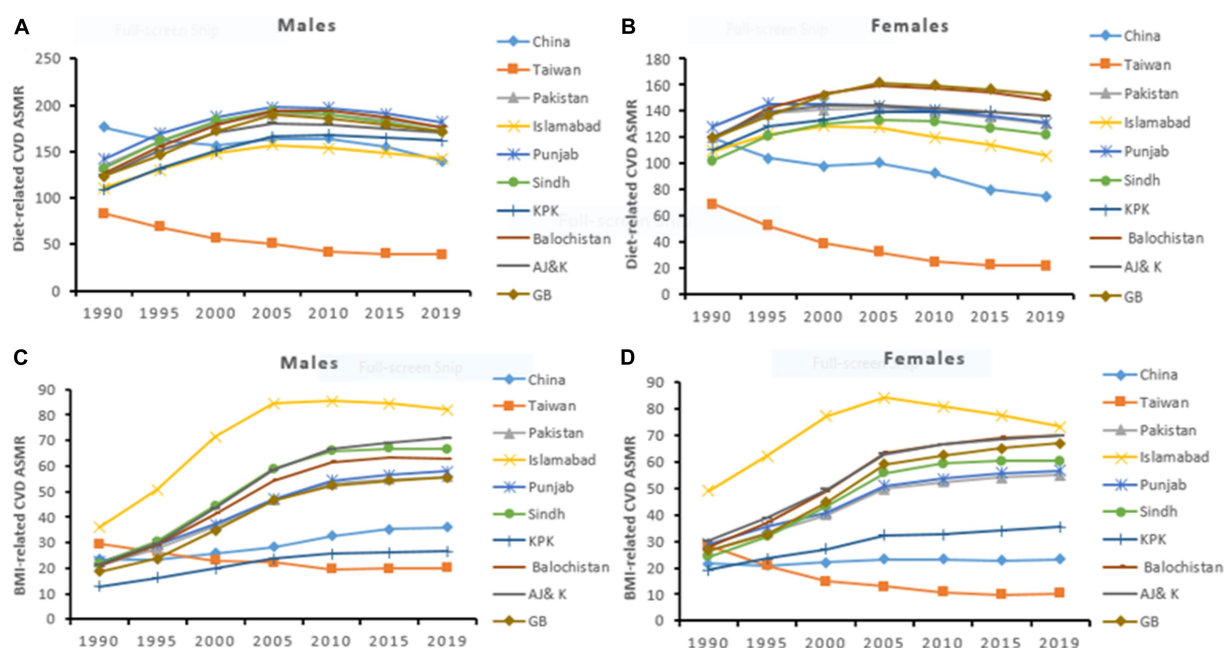 A
Males
Full-screen Snip
Diet-related CVD ASMR
250
200
150
100
50
0
1990 1995 2000 2005 2010 2015 2019
China
Taiwan
Pakistan
Islamabad
Punjab
Sindh
KPK
Balochistan
AJ&K
GB
B
Females
Full-screen Snip
Diet-related CVD ASMR
180
160
140
120
100
80
60
40
20
0
Full-screen Snip
1990 1995 2000 2005 2010 2015 2019
China
Taiwan
Pakistan
Islamabad
Punjab
Sindh
KPK
Balochistan
AJ& K
GB
C
Males
Full-screen Snip
BMI-related CVD ASMR
90
80
70
60
50
40
30
20
10
0
1990 1995 2000 2005 2010 2015 2019
China
Taiwan
Pakistan
Islamabad
Punjab
Sindh
KPK
Balochistan
AJ& K
GB
D
Females
Full-screen Snip
BMI-related CVD ASMR
90
80
70
60
50
40
30
20
10
0
1990 1995 2000 2005 2010 2015 2019
China
Taiwan
Pakistan
Islamabad
Punjab
Sindh
KPK
Balochistan
AJ& K
GB